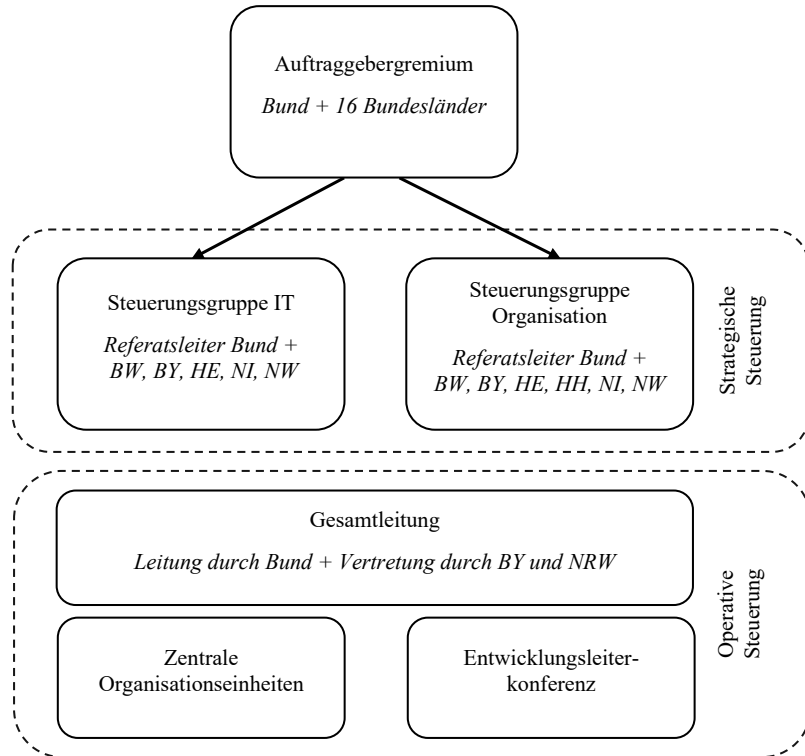 Auftraggebergremium
Bund + 16 Bundesländer
Steuerungsgruppe IT
Referatsleiter Bund +
BW, BY, HE, NI, NW
Steuerungsgruppe
Organisation
Referatsleiter Bund +
BW, BY, HE, HH, NI, NW
Strategische
Steuerung
Gesamtleitung
Leitung durch Bund + Vertretung durch BY und NRW
Zentrale
Organisationseinheiten
Entwicklungsleiter-
konferenz
Operative
Steuerung